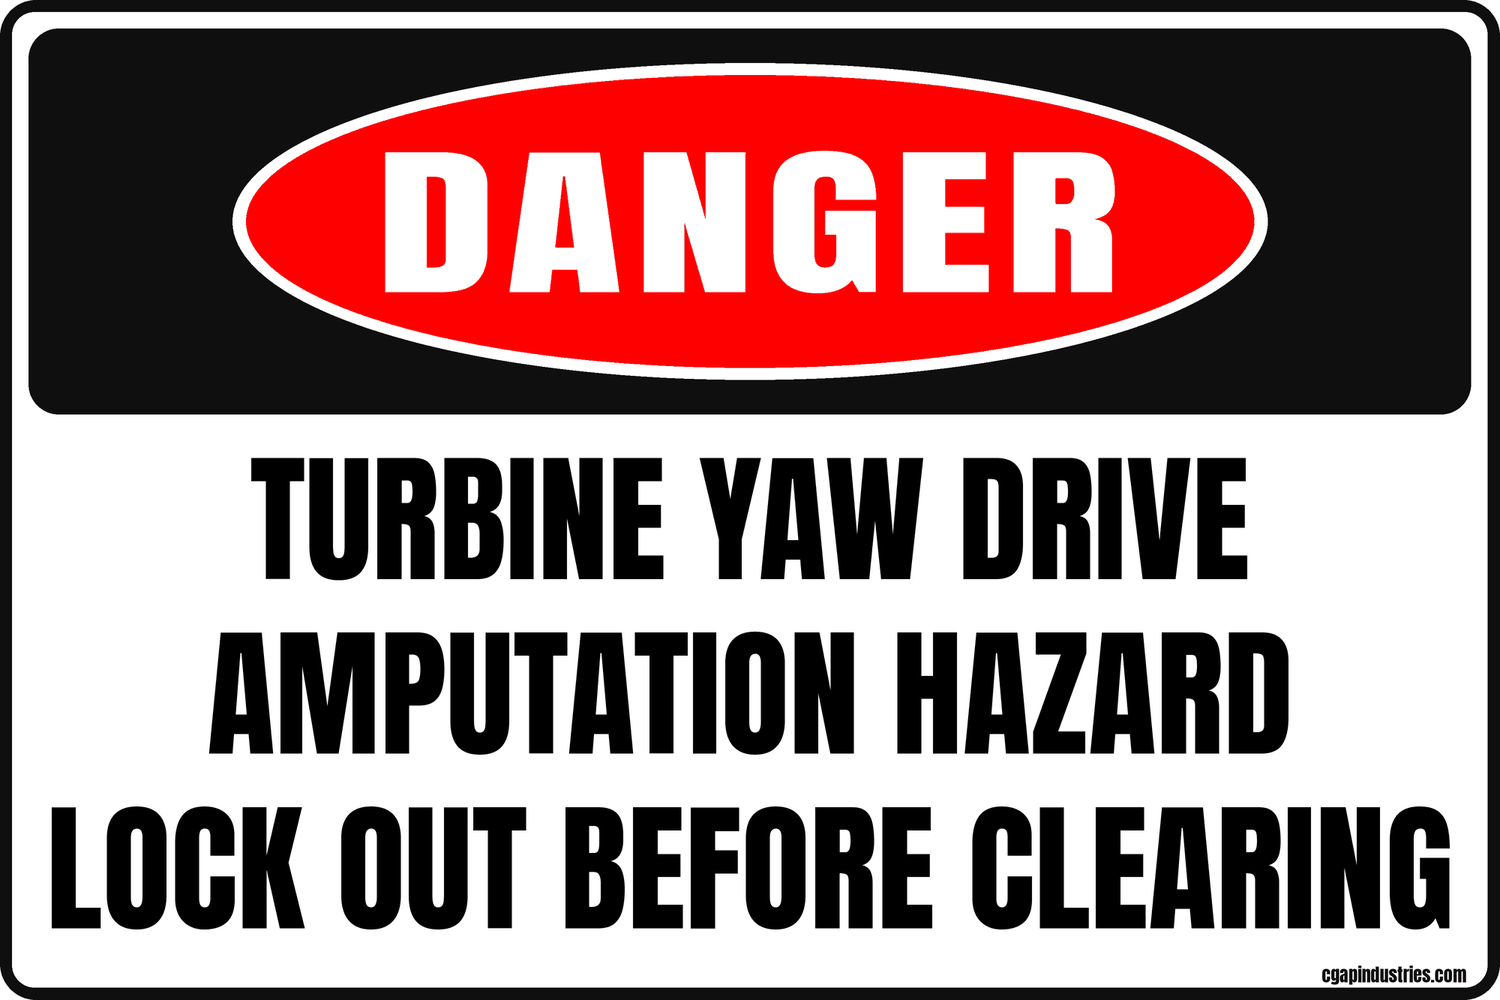 DANGER
TURBINE YAW DRIVE
AMPUTATION HAZARD
LOCK OUT BEFORE CLEARING
cgapindustries.com